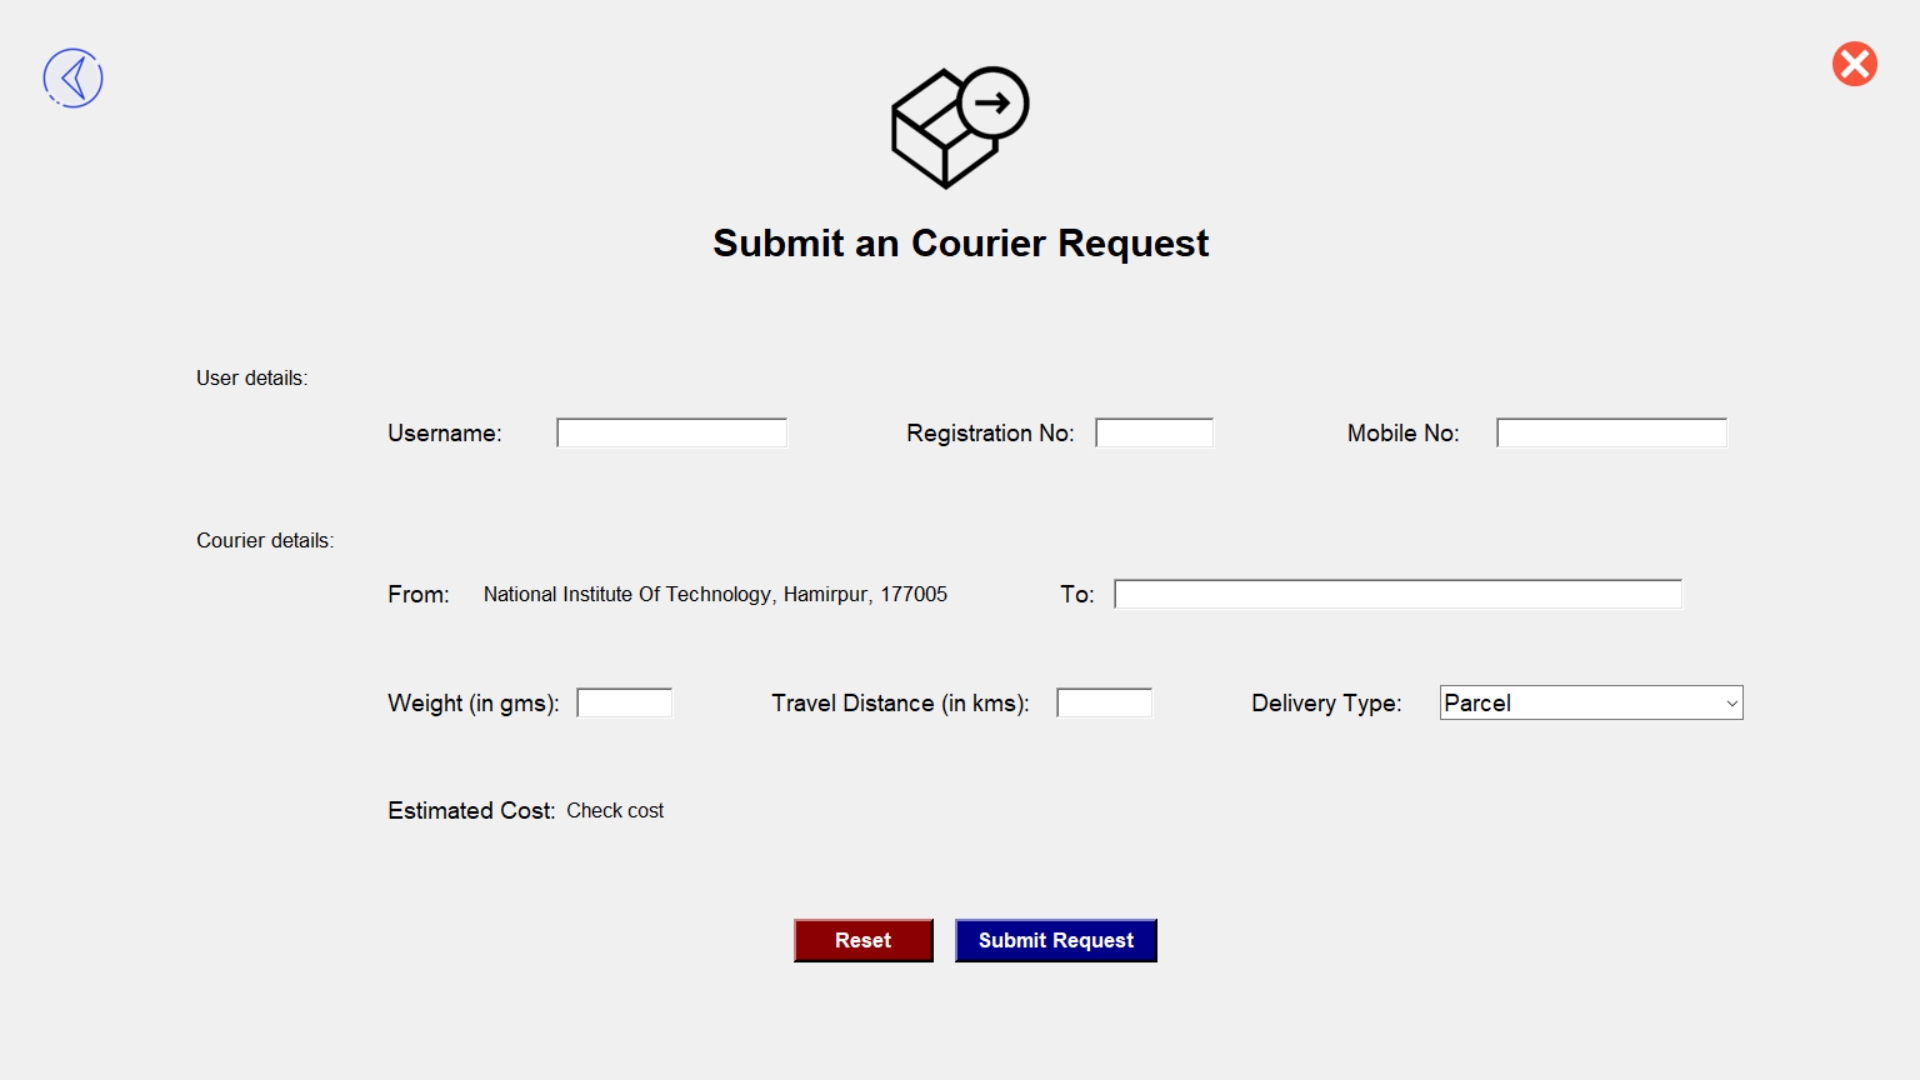 Submit an Courier Request
User details:
Username: Registration No: Mobile No:
Courier details:
From: National Institute Of Technology, Hamirpur, 177005 To:
Weight (in gms): Travel Distance (in kms): Delivery Type: Parcel
Estimated Cost: Check cost
Reset Submit Request